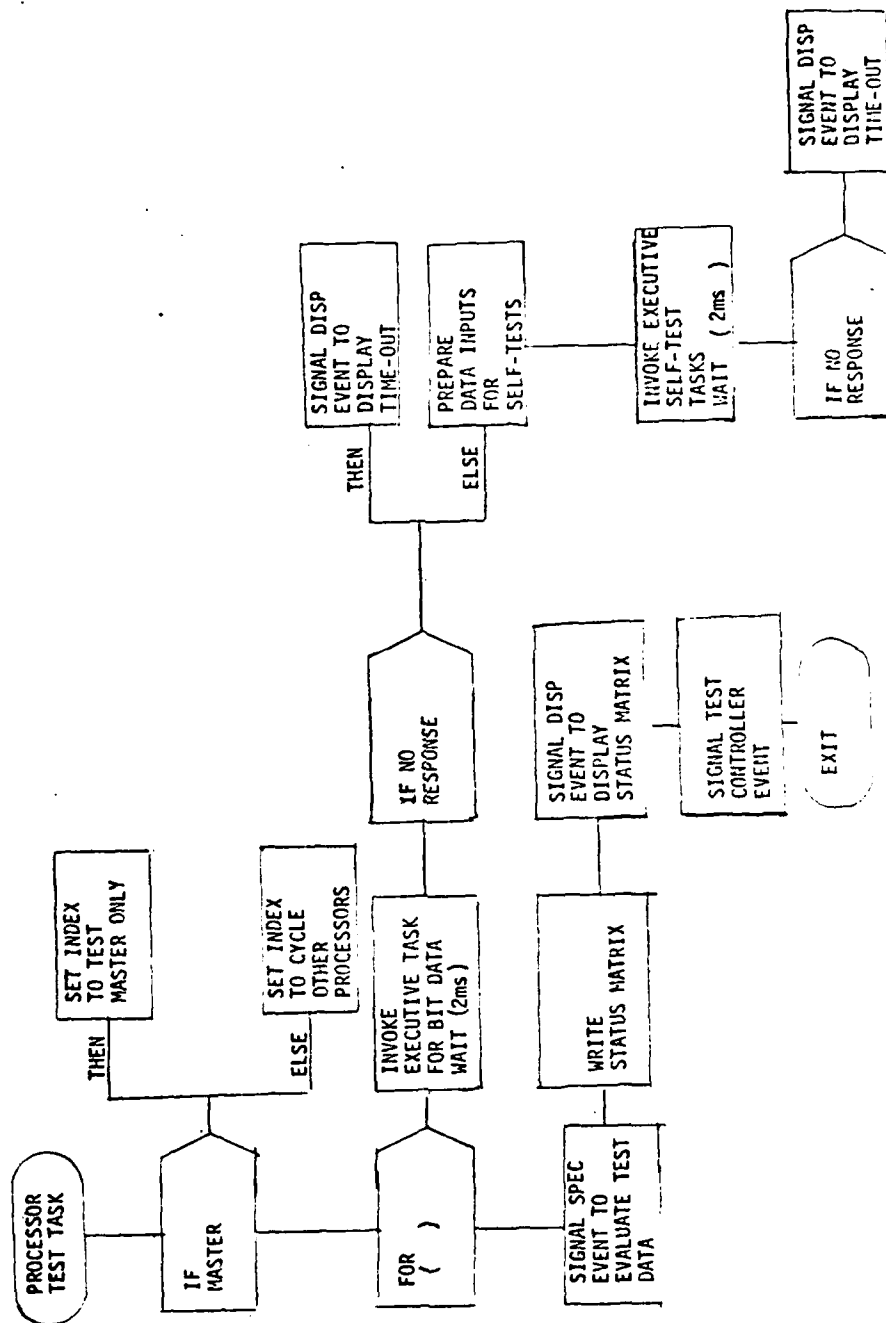 PROCESSOR
TEST TASK
IF
MASTER
THEN
SET INDEX
TO TEST
MASTER ONLY
ELSE
SET INDEX
TO CYCLE
OTHER
PROCESSORS
FOR
( )
INVOKE
EXECUTIVE TASK
FOR BIT DATA
WAIT (2ms)
IF NO
RESPONSE
THEN
SIGNAL DISP
EVENT TO
DISPLAY
TIME-OUT
ELSE
PREPARE
DATA INPUTS
FOR
SELF-TESTS
INVOKE EXECUTIVE
SELF-TEST
TASKS
WAIT (2ms)
IF NO
RESPONSE
SIGNAL DISP
EVENT TO
DISPLAY
TIME-OUT
SIGNAL SPEC
EVENT TO
EVALUATE TEST
DATA
WRITE
STATUS MATRIX
SIGNAL DISP
EVENT TO
DISPLAY
STATUS MATRIX
SIGNAL TEST
CONTROLLER
EVENT
EXIT